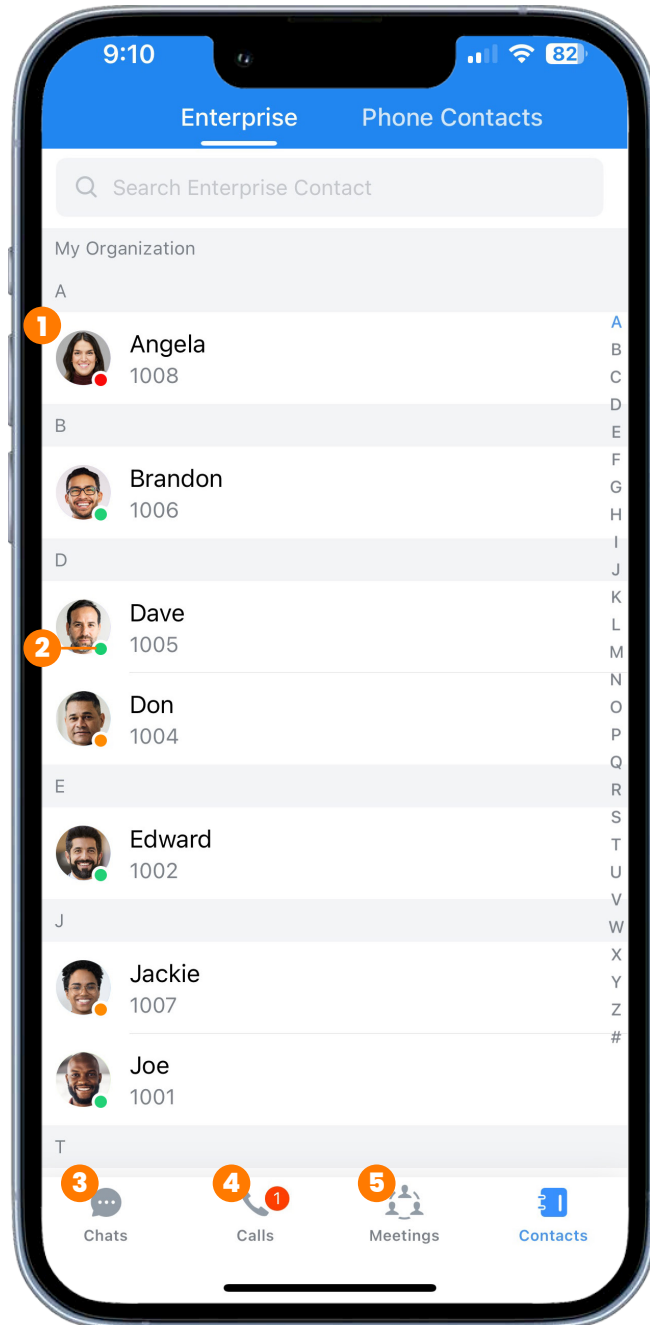 9:10
82
Enterprise
Phone Contacts
Search Enterprise Contact
My Organization
A
1
Angela
1008
B
Brandon
1006
D
Dave
2
1005
Don
1004
E
Edward
1002
J
Jackie
1007
Joe
1001
T
A
B
C
D
E
F
G
H
I
J
K
L
M
N
O
P
Q
R
S
T
U
V
W
X
Y
Z
#
3
Chats
4
1
Calls
5
Meetings
Contacts